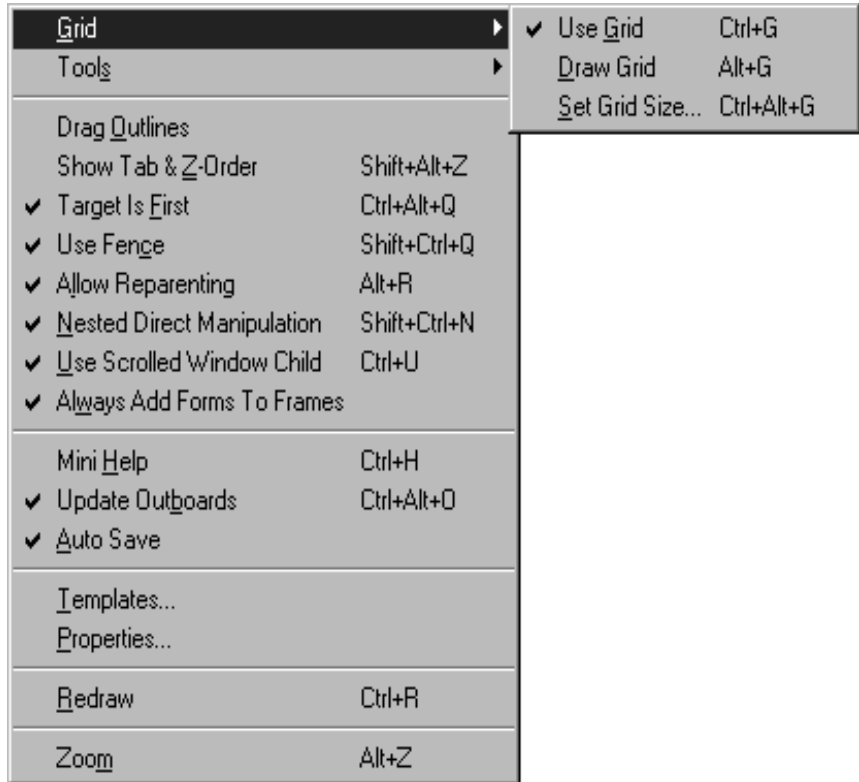 Grid
Use Grid Ctrl+G
Tools
Draw Grid Alt+G
Set Grid Size... Ctrl+Alt+G
Drag Outlines
Show Tab & Z-Order Shift+Alt+Z
Target Is First Ctrl+Alt+Q
Use Fence Shift+Ctrl+Q
Allow Reparenting Alt+R
Nested Direct Manipulation Shift+Ctrl+N
Use Scrolled Window Child Ctrl+U
Always Add Forms To Frames
Mini Help Ctrl+H
Update Outboards Ctrl+Alt+O
Auto Save
Templates...
Properties...
Redraw Ctrl+R
Zoom Alt+Z